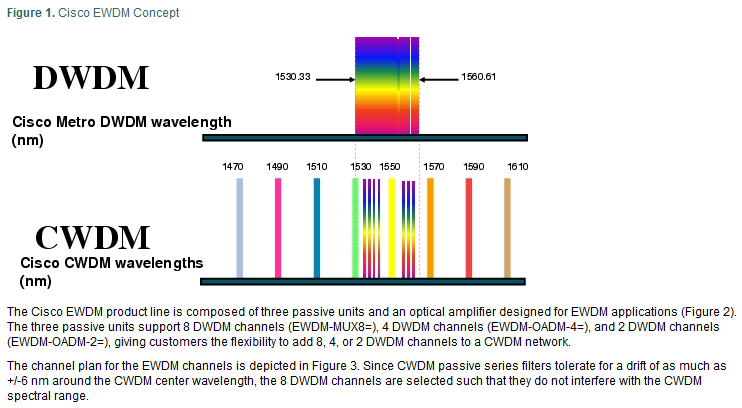 Figure 1. Cisco EWDM Concept
DWDM
1530.33
1560.61
Cisco Metro DWDM wavelength
(nm)
1470 1490 1510 1530 1550 1570 1590 1610
CWDM
Cisco CWDM wavelengths
(nm)
The Cisco EWDM product line is composed of three passive units and an optical amplifier designed for EWDM applications (Figure 2).
The three passive units support 8 DWDM channels (EWDM-MUX8=), 4 DWDM channels (EWDM-OADM-4=), and 2 DWDM channels
(EWDM-OADM-2=), giving customers the flexibility to add 8, 4, or 2 DWDM channels to a CWDM network.
The channel plan for the EWDM channels is depicted in Figure 3. Since CWDM passive series filters tolerate for a drift of as much as
+/-6 nm around the CWDM center wavelength, the 8 DWDM channels are selected such that they do not interfere with the CWDM
spectral range.